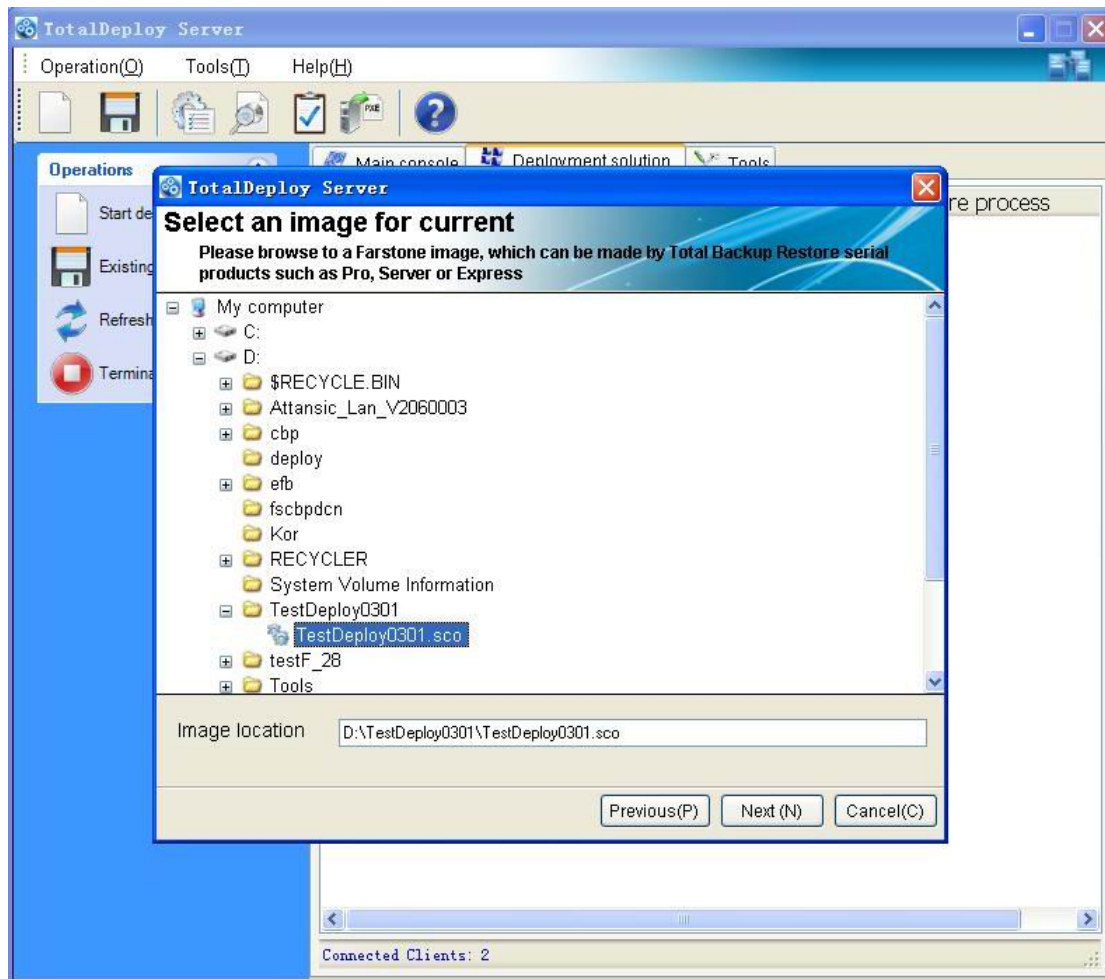 TotalDeploy Server
Operation(O) Tools(T) Help(H)
PXE
Operations
Main console Deployment solution Tools
Start de
Existing
Refresh
Termina
re process
TotalDeploy Server
Select an image for current
Please browse to a Farstone image, which can be made by Total Backup Restore serial
products such as Pro, Server or Express
My computer
C:
D:
$RECYCLE.BIN
Attansic_Lan_V2060003
cbp
deploy
efb
fscbpdcn
Kor
RECYCLER
System Volume Information
TestDeploy0301
TestDeploy0301.sco
testF_28
Tools
Image location D:\TestDeploy0301\TestDeploy0301.sco
Previous(P) Next (N) Cancel(C)
Connected Clients: 2